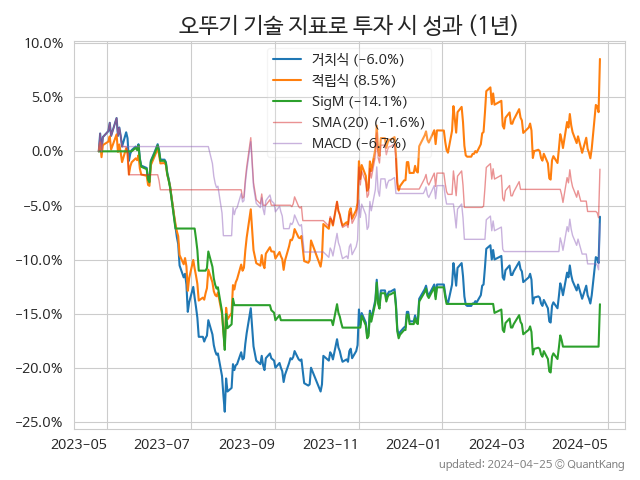 오뚜기 기술 지표로 투자 시 성과 (1년)
10.0%
5.0%
0.0%
−5.0%
−10.0%
−15.0%
−20.0%
−25.0%
거치식 (−6.0%)
적립식 (8.5%)
SigM (−14.1%)
SMA(20) (−1.6%)
MACD (−6.7%)
2023-05 2023-07 2023-09 2023-11 2024-01 2024-03 2024-05
updated: 2024-04-25 © QuantKang